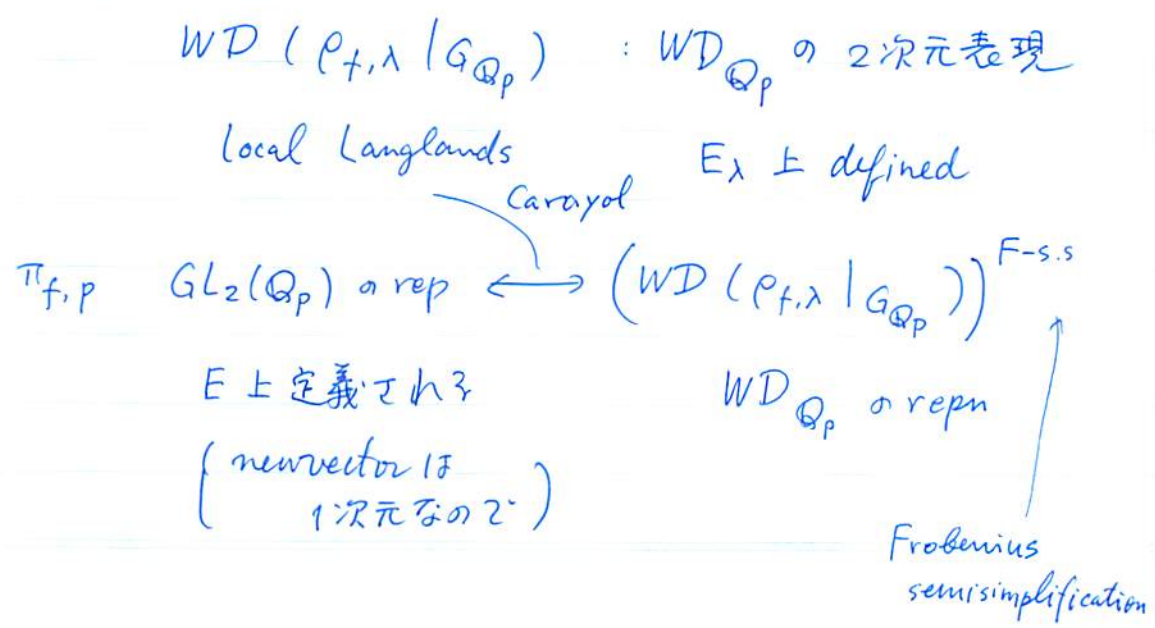 WD (ρ_{f,λ} | G_{Q_p}) : WD_{Q_p} の 2次元表現
local Langlands E_λ 上 defined
Carayol
π_{f,p} GL_2(Q_p) の rep ⟷ (WD (ρ_{f,λ} | G_{Q_p}))^{F-s.s}
E 上定義される WD_{Q_p} の repn
(newvector は
1次元なので)
Frobenius
semisimplification